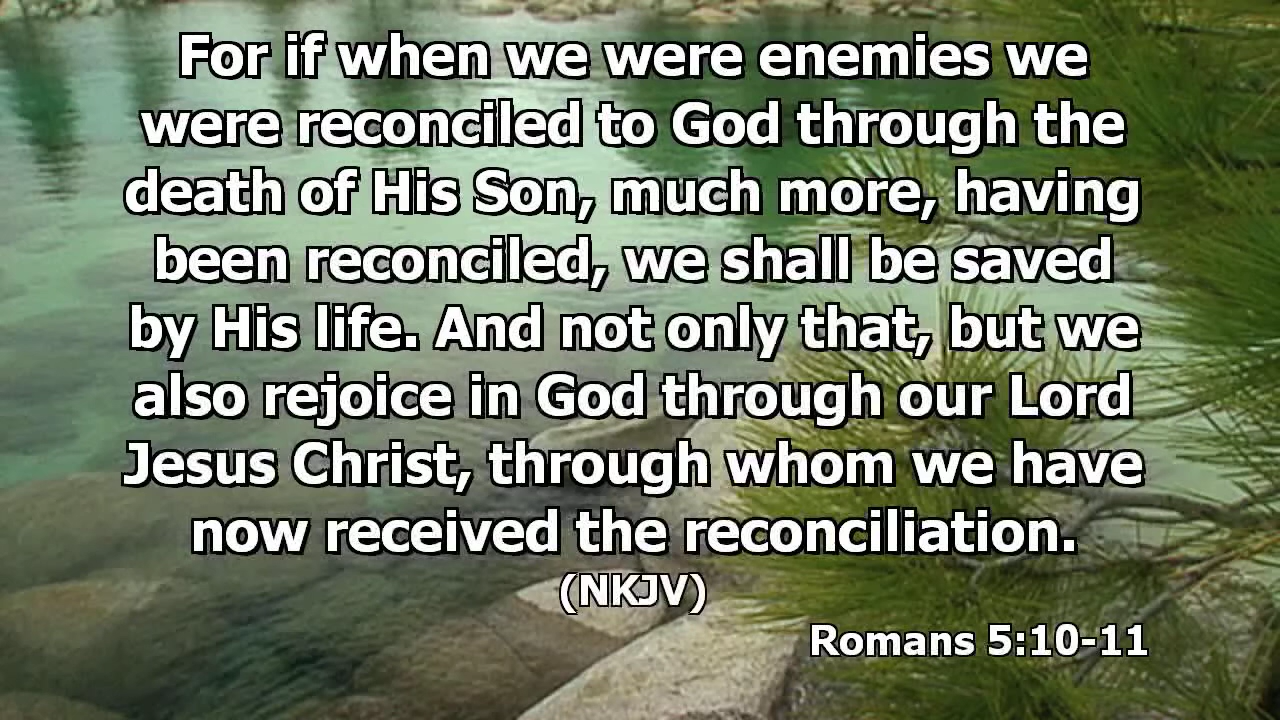 For if when we were enemies we
were reconciled to God through the
death of His Son, much more, having
been reconciled, we shall be saved
by His life. And not only that, but we
also rejoice in God through our Lord
Jesus Christ, through whom we have
now received the reconciliation.
(NKJV)
Romans 5:10-11